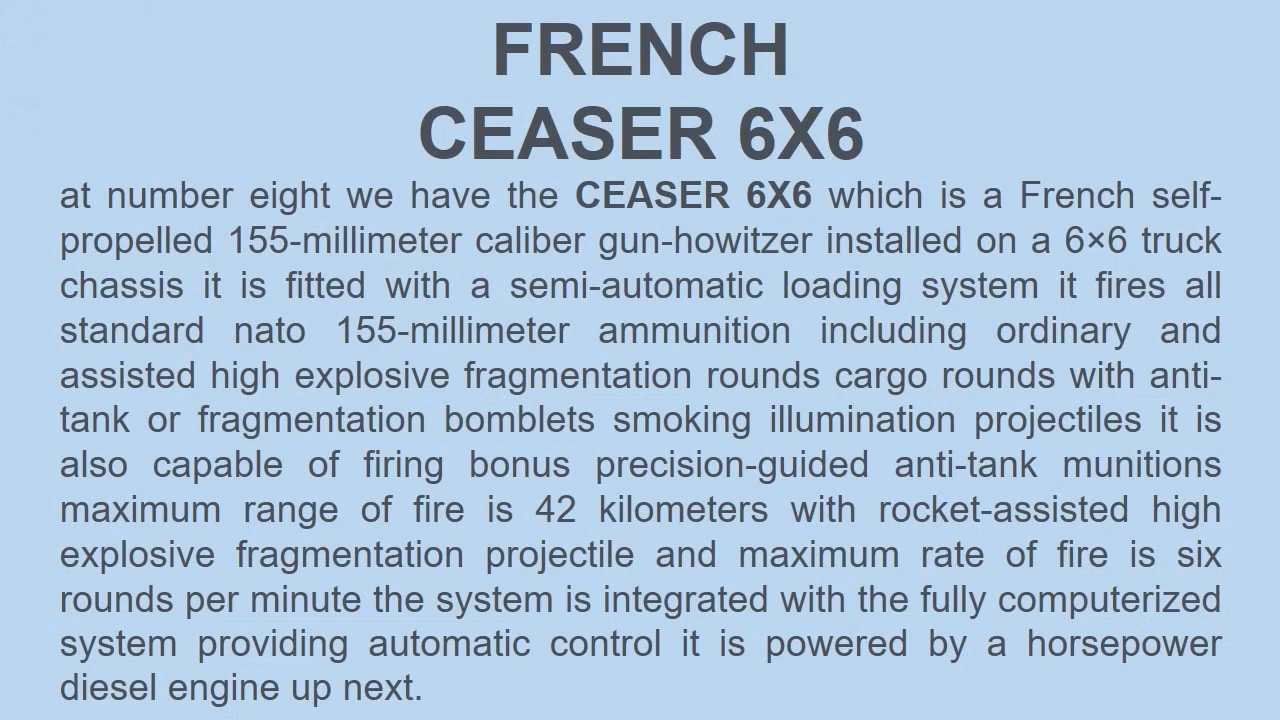 FRENCH
CEASER 6X6
at number eight we have the CEASER 6X6 which is a French self-
propelled 155-millimeter caliber gun-howitzer installed on a 6×6 truck
chassis it is fitted with a semi-automatic loading system it fires all
standard nato 155-millimeter ammunition including ordinary and
assisted high explosive fragmentation rounds cargo rounds with anti-
tank or fragmentation bomblets smoking illumination projectiles it is
also capable of firing bonus precision-guided anti-tank munitions
maximum range of fire is 42 kilometers with rocket-assisted high
explosive fragmentation projectile and maximum rate of fire is six
rounds per minute the system is integrated with the fully computerized
system providing automatic control it is powered by a horsepower
diesel engine up next.